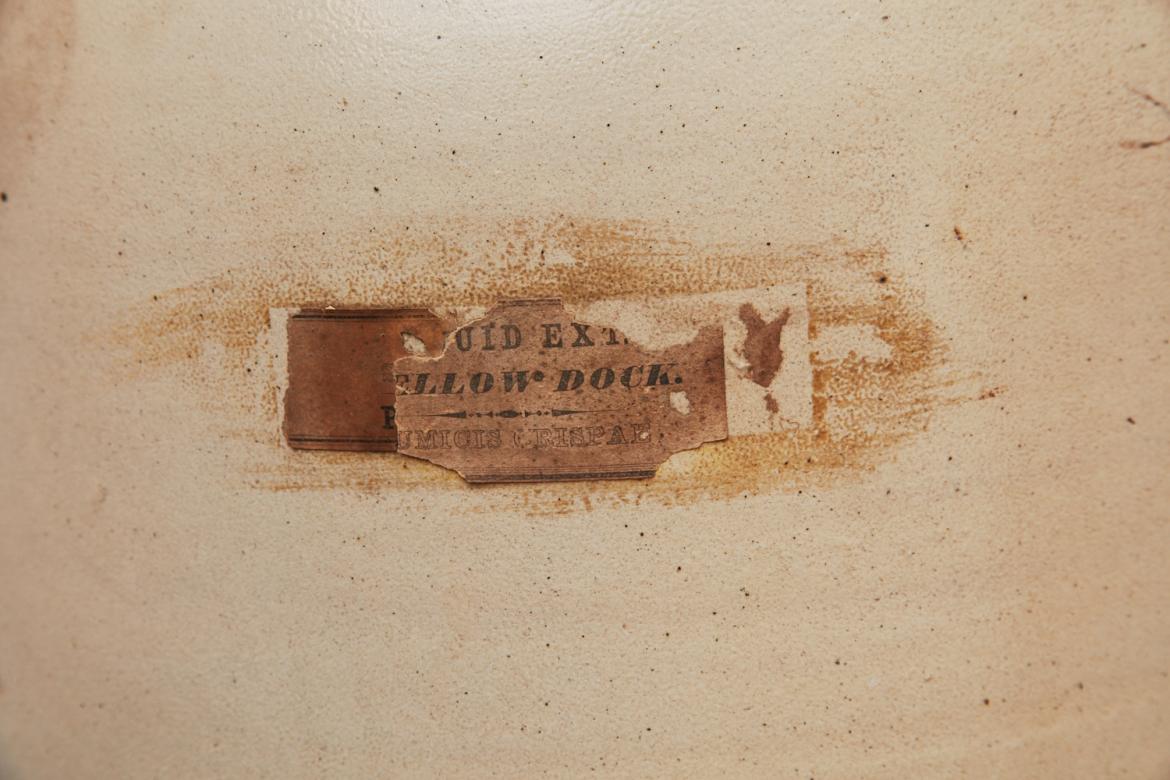 UID EXT
ELLOW DOCK.
UMICIS CRISPAE